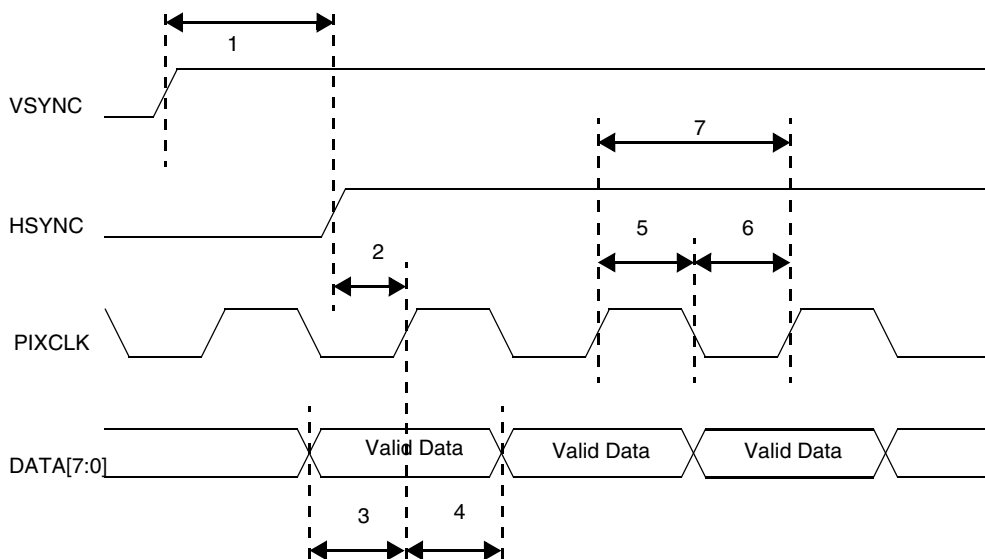 1
VSYNC
7
HSYNC
5
6
2
PIXCLK
Valid Data
Valid Data
Valid Data
DATA[7:0]
3
4